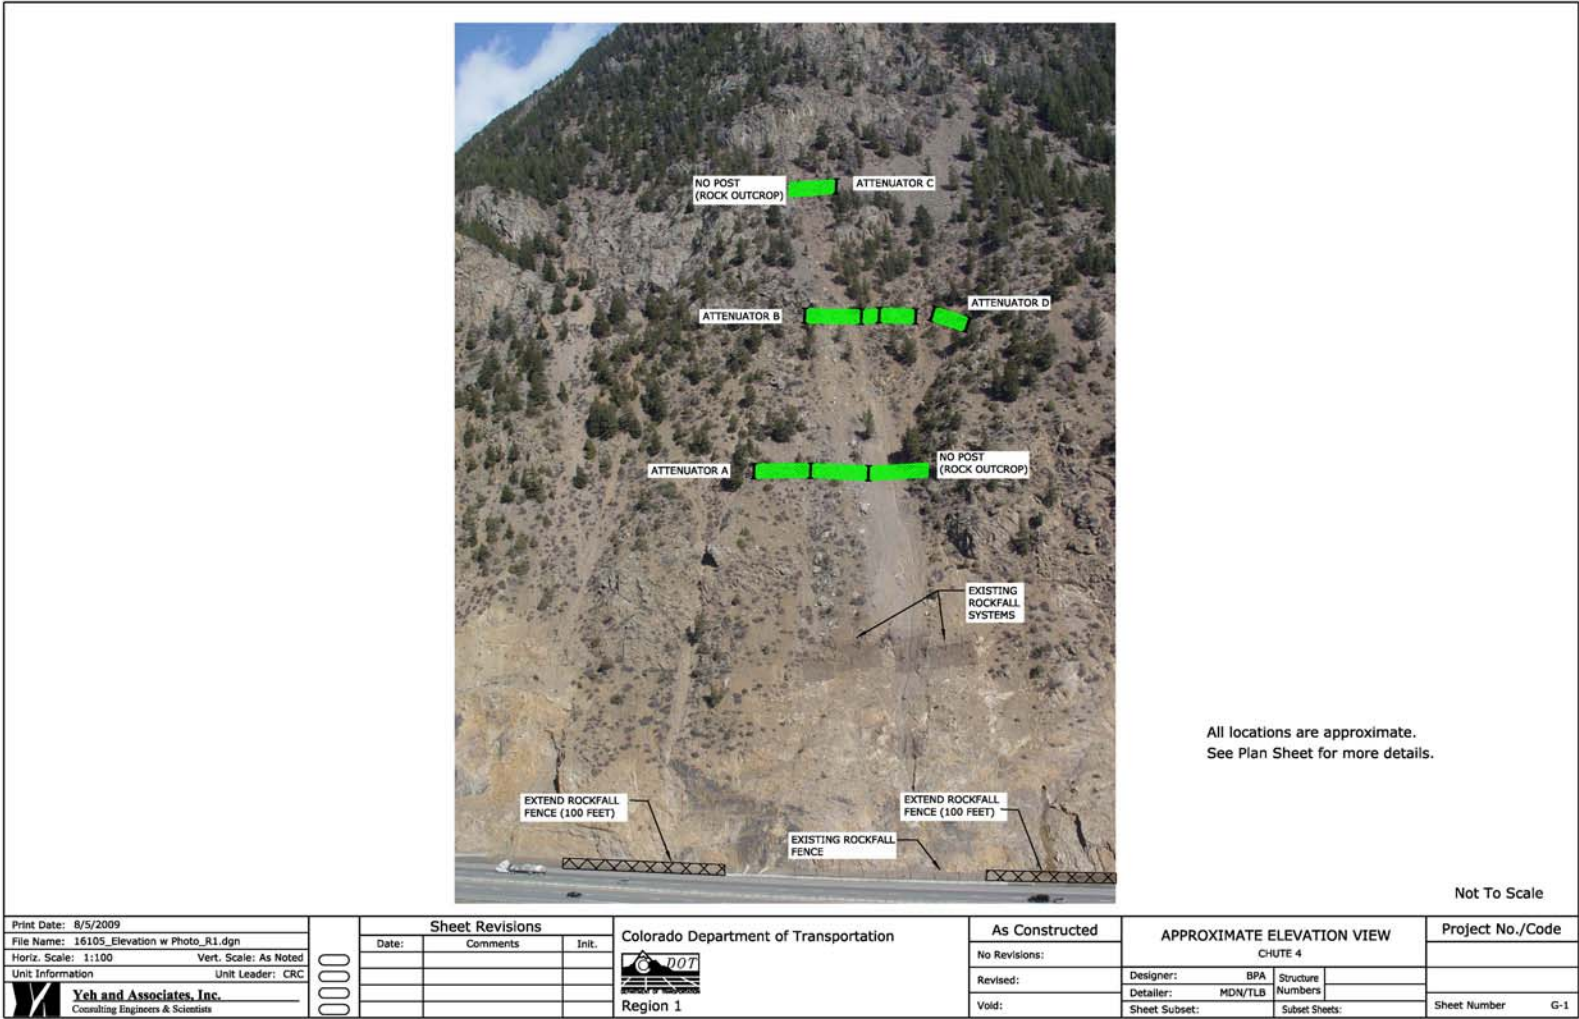 NO POST
(ROCK OUTCROP)
ATTENUATOR C
ATTENUATOR B
ATTENUATOR D
ATTENUATOR A
NO POST
(ROCK OUTCROP)
EXISTING
ROCKFALL
SYSTEMS
All locations are approximate.
See Plan Sheet for more details.
EXTEND ROCKFALL
FENCE (100 FEET)
EXTEND ROCKFALL
FENCE (100 FEET)
EXISTING ROCKFALL
FENCE
Not To Scale
Print Date: 8/5/2009
File Name: 16105_Elevation w Photo_R1.dgn
Horiz. Scale: 1:100 Vert. Scale: As Noted
Unit Information Unit Leader: CRC
Yeh and Associates, Inc.
Consulting Engineers & Scientists
Sheet Revisions
Date: Comments Init.
Colorado Department of Transportation
DOT
DEPARTMENT OF TRANSPORTATION
Region 1
As Constructed
No Revisions:
Revised:
Void:
APPROXIMATE ELEVATION VIEW
CHUTE 4
Designer: BPA
Detailer: MDN/TLB
Structure
Numbers
Sheet Subset:
Subset Sheets:
Project No./Code
Sheet Number G-1